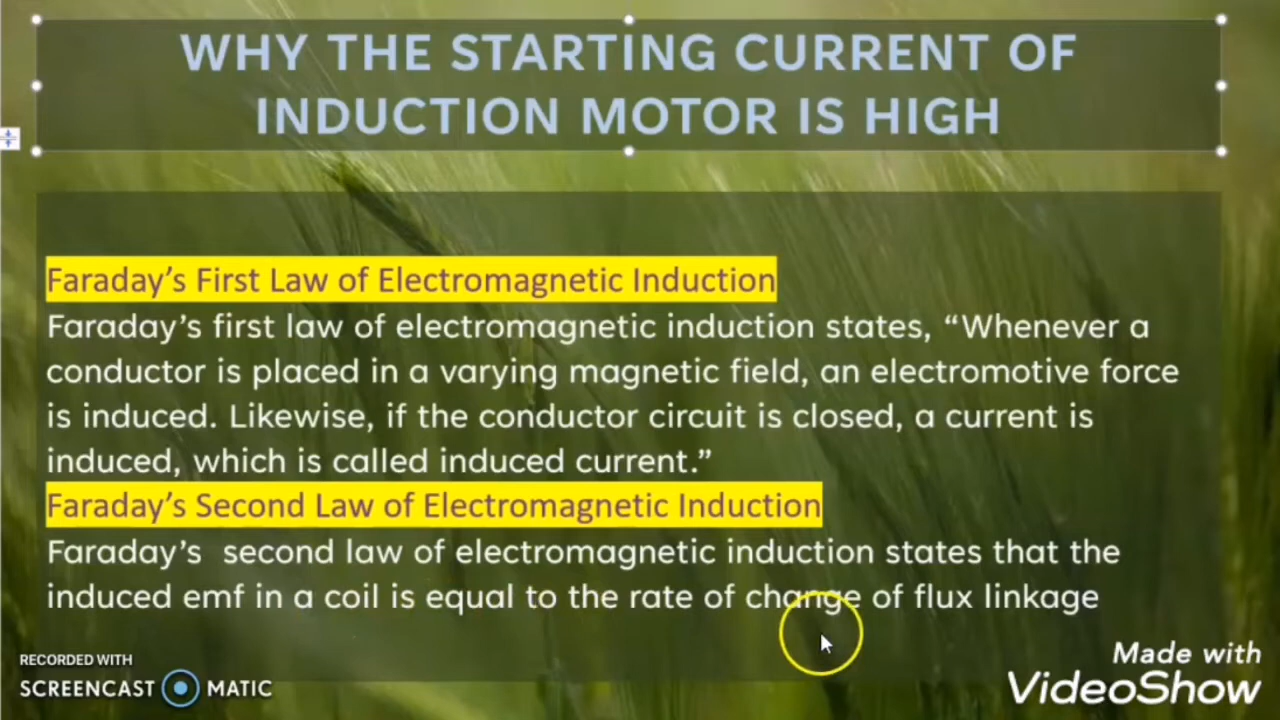 WHY THE STARTING CURRENT OF
INDUCTION MOTOR IS HIGH
Faraday’s First Law of Electromagnetic Induction
Faraday’s first law of electromagnetic induction states, “Whenever a
conductor is placed in a varying magnetic field, an electromotive force
is induced. Likewise, if the conductor circuit is closed, a current is
induced, which is called induced current.”
Faraday’s Second Law of Electromagnetic Induction
Faraday’s second law of electromagnetic induction states that the
induced emf in a coil is equal to the rate of change of flux linkage
RECORDED WITH
SCREENCAST MATIC
Made with
VideoShow